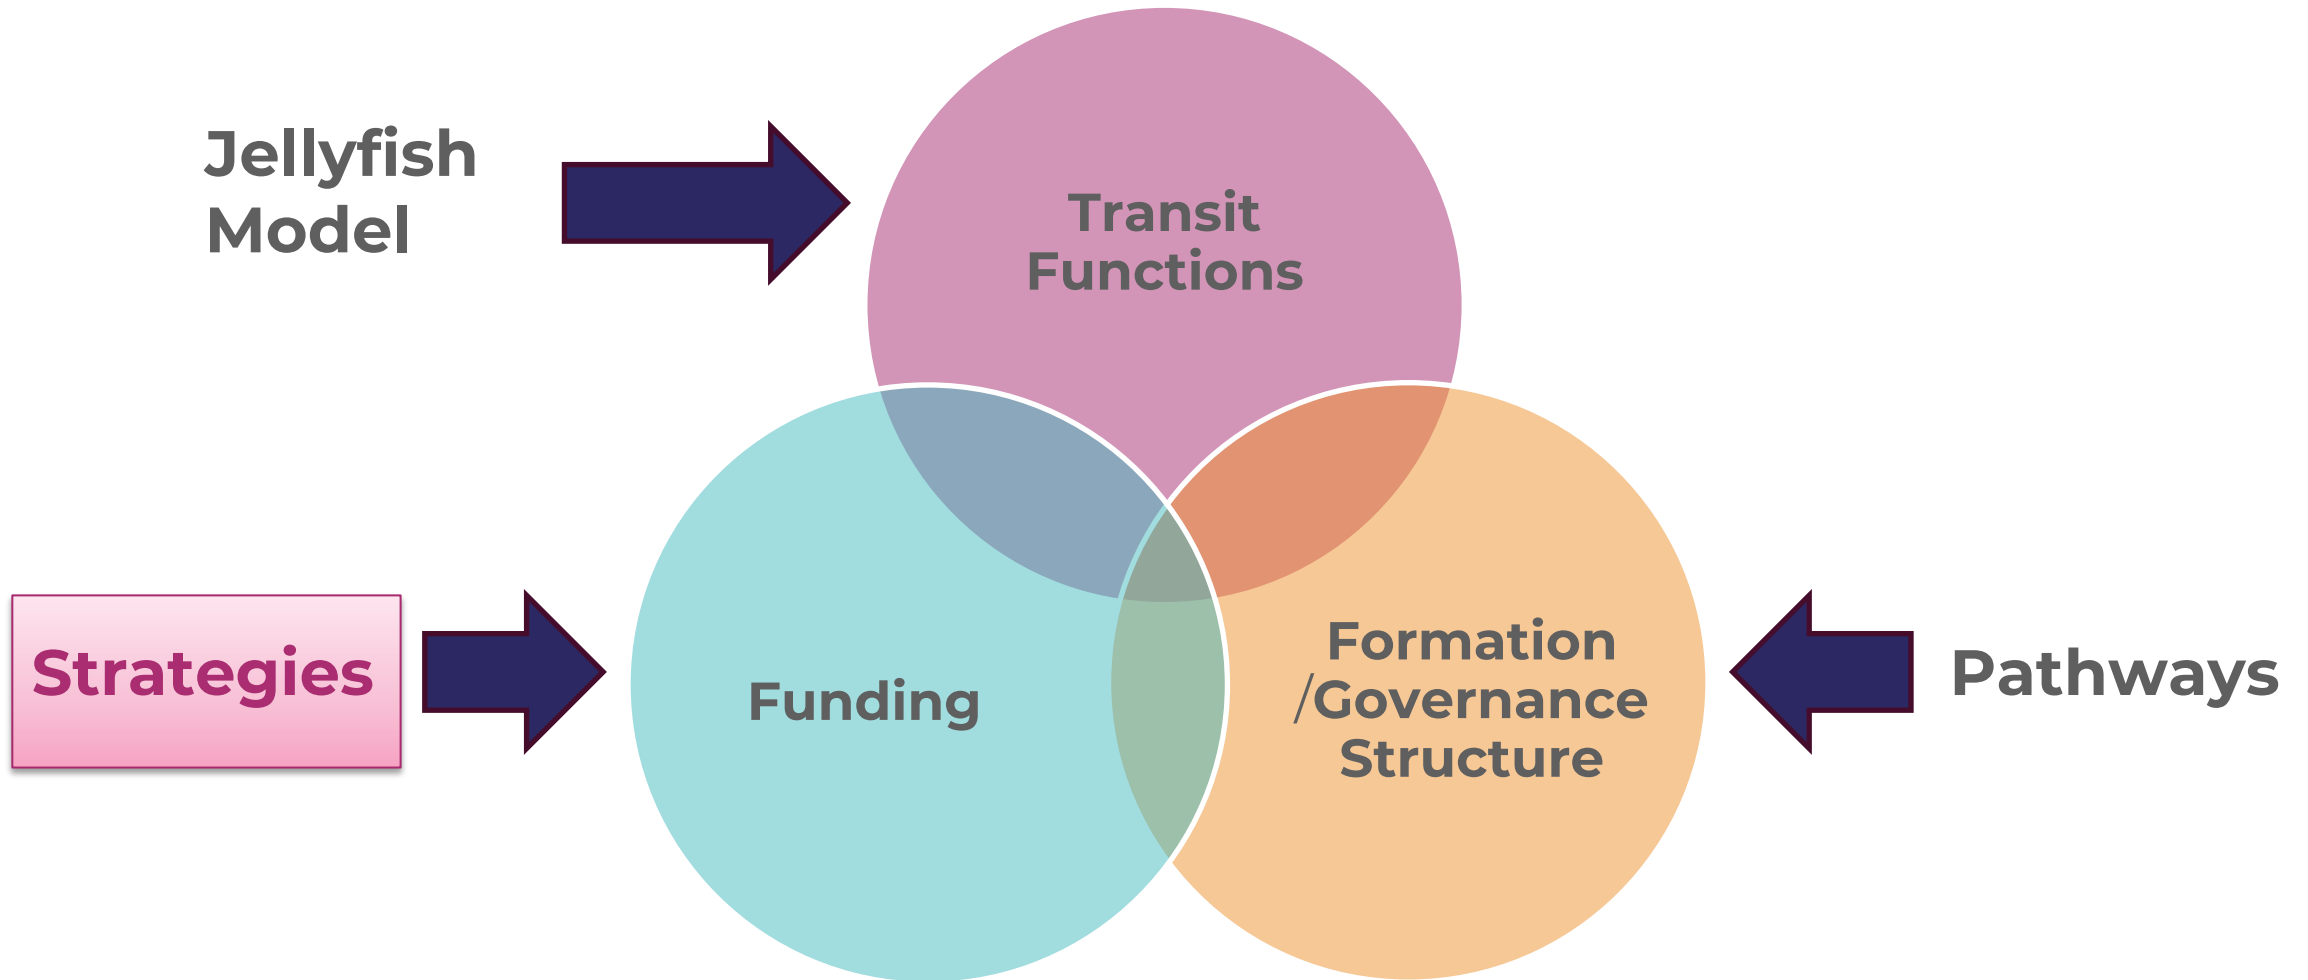 Jellyfish
Model
Transit
Functions
Strategies
Funding
Formation
/Governance
Structure
Pathways